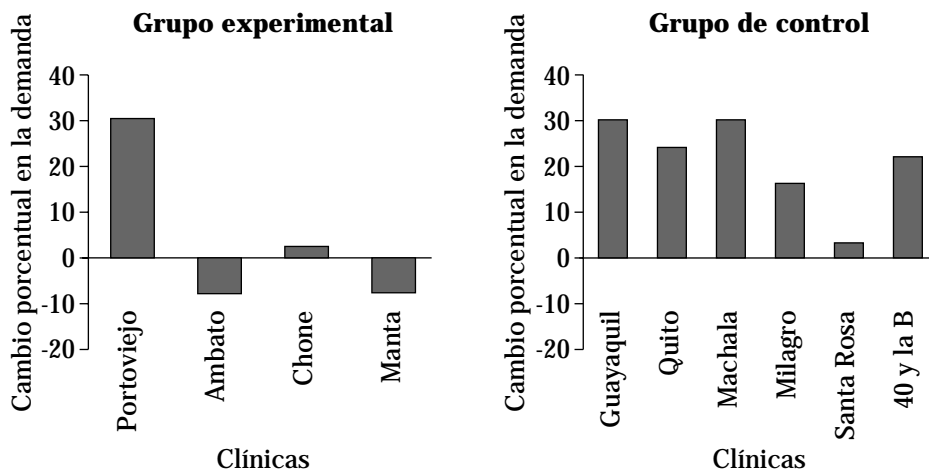 Grupo experimental
Cambio porcentual en la demanda
40
30
20
10
0
-10
-20
Portoviejo
Ambato
Chone
Manta
Clínicas
Grupo de control
Cambio porcentual en la demanda
40
30
20
10
0
-10
-20
Guayaquil
Quito
Machala
Milagro
Santa Rosa
40 y la B
Clínicas